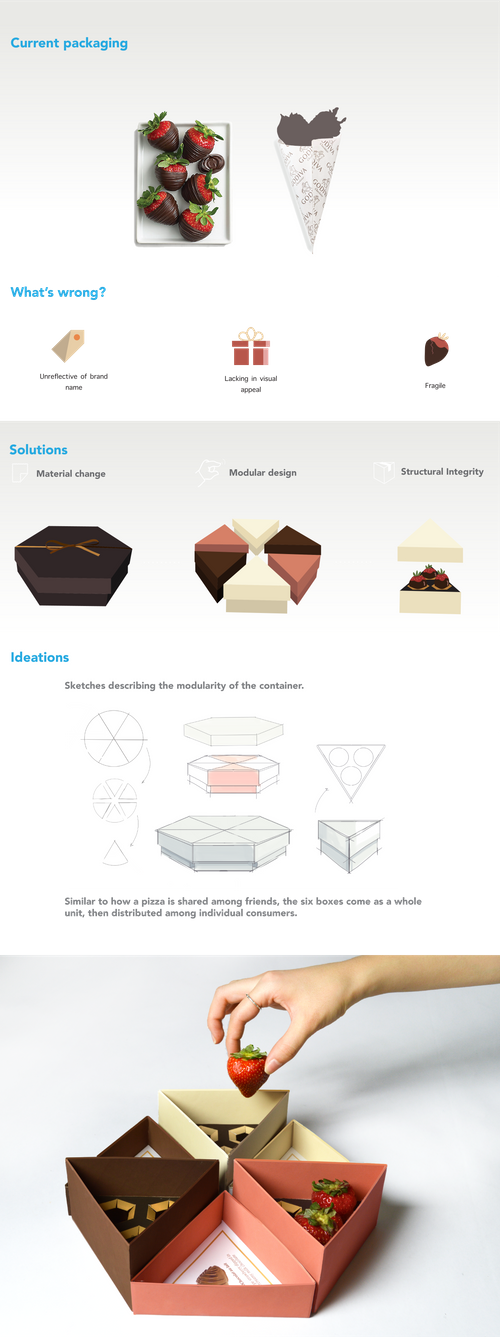 Current packaging
GODIVA
What's wrong?
Unreflective of brand
name
Lacking in visual
appeal
Fragile
Solutions
Material change
Modular design
Structural Integrity
Ideations
Sketches describing the modularity of the container.
Similar to how a pizza is shared among friends, the six boxes come as a whole
unit, then distributed among individual consumers.